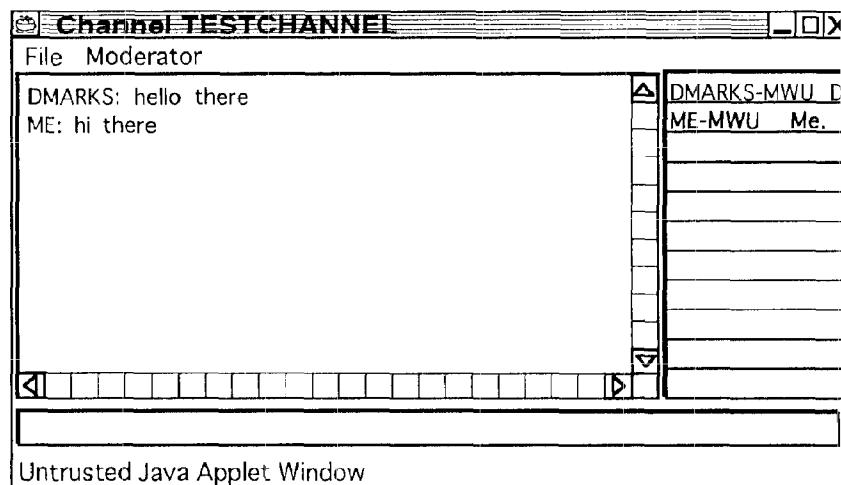 Channel TESTCHANNEL
File Moderator
DMARKS: hello there
ME: hi there
DMARKS-MWU D
ME-MWU Me.
Untrusted Java Applet Window